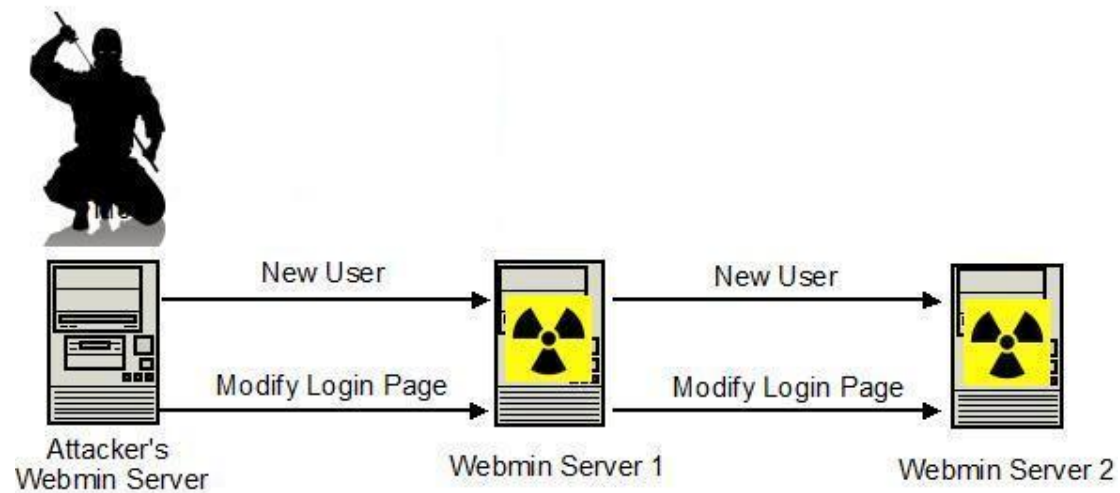 New User
New User
Modify Login Page
Modify Login Page
Attacker's
Webmin Server
Webmin Server 1
Webmin Server 2